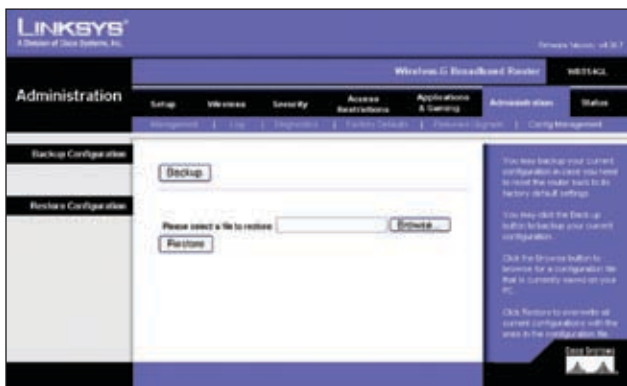 LINKSYS®
A Division of Cisco Systems, Inc.
Firmware Version: v4.30.7
Wireless-G Broadband Router
WRT54GL
Administration
Setup
Wireless
Security
Access Restrictions
Applications & Gaming
Administration
Status
Management | Log | Diagnostics | Factory Defaults | Firmware Upgrade | Config Management
Backup Configuration
Backup
Restore Configuration
Please select a file to restore:
Browse...
Restore
You may backup your current
configuration in case you need
to reset the router back to its
factory default settings.
You may click the Back up
button to backup your current
configuration.
Click the Browse button to
browse for a configuration file
that is currently saved on your
PC.
Click Restore to overwrite all
current configurations with the
ones in the configuration file.
Cisco Systems